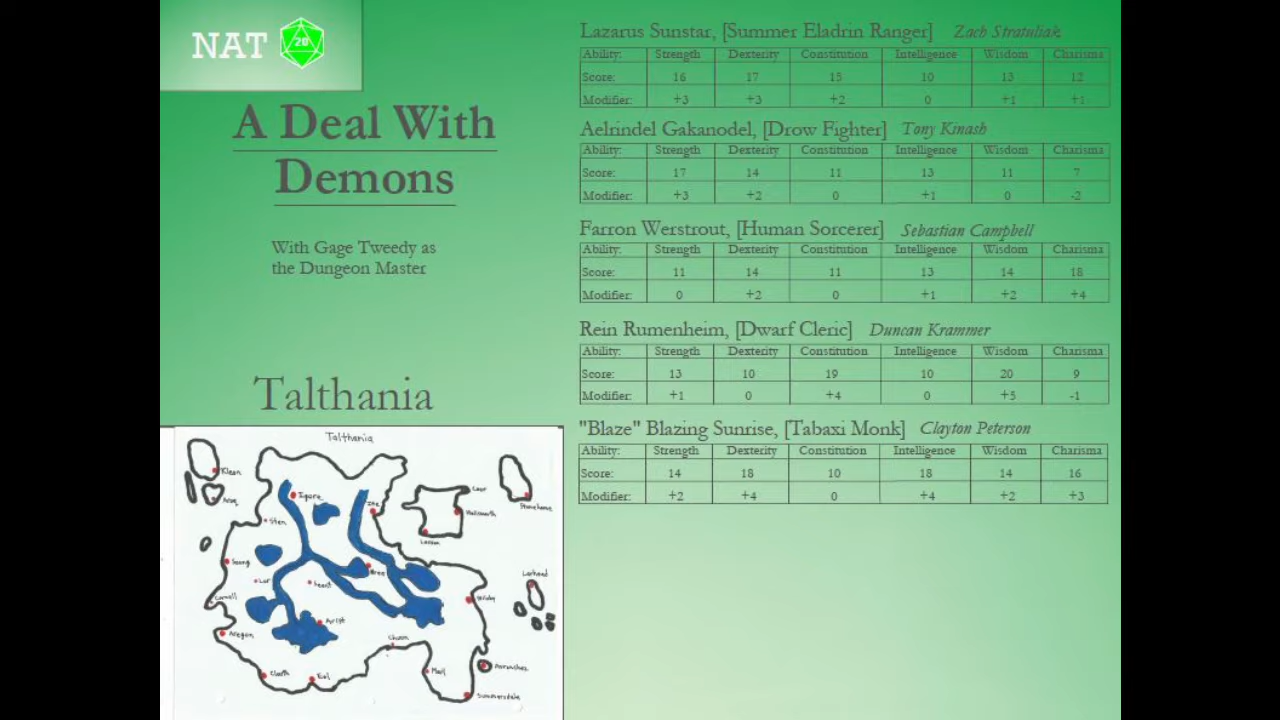 NAT 20
A Deal With
Demons
With Gage Tweedy as
the Dungeon Master
Talthania
Lazarus Sunstar, [Summer Eladrin Ranger] Zach Stratuliak
Ability: Strength Dexterity Constitution Intelligence Wisdom Charisma
Score: 16 17 15 10 13 12
Modifier: +3 +3 +2 0 +1 +1
Aelrindel Gakanodel, [Drow Fighter] Tony Kinash
Ability: Strength Dexterity Constitution Intelligence Wisdom Charisma
Score: 17 14 11 13 11 7
Modifier: +3 +2 0 +1 0 -2
Farron Werstrout, [Human Sorcerer] Sebastian Campbell
Ability: Strength Dexterity Constitution Intelligence Wisdom Charisma
Score: 11 14 11 13 14 18
Modifier: 0 +2 0 +1 +2 +4
Rein Rumenheim, [Dwarf Cleric] Duncan Krammer
Ability: Strength Dexterity Constitution Intelligence Wisdom Charisma
Score: 13 10 19 10 20 9
Modifier: +1 0 +4 0 +5 -1
"Blaze" Blazing Sunrise, [Tabaxi Monk] Clayton Peterson
Ability: Strength Dexterity Constitution Intelligence Wisdom Charisma
Score: 14 18 10 18 14 16
Modifier: +2 +4 0 +4 +2 +3
Talthania
Kleen
Sten
Lor
Aregon
Arist
Summersdale